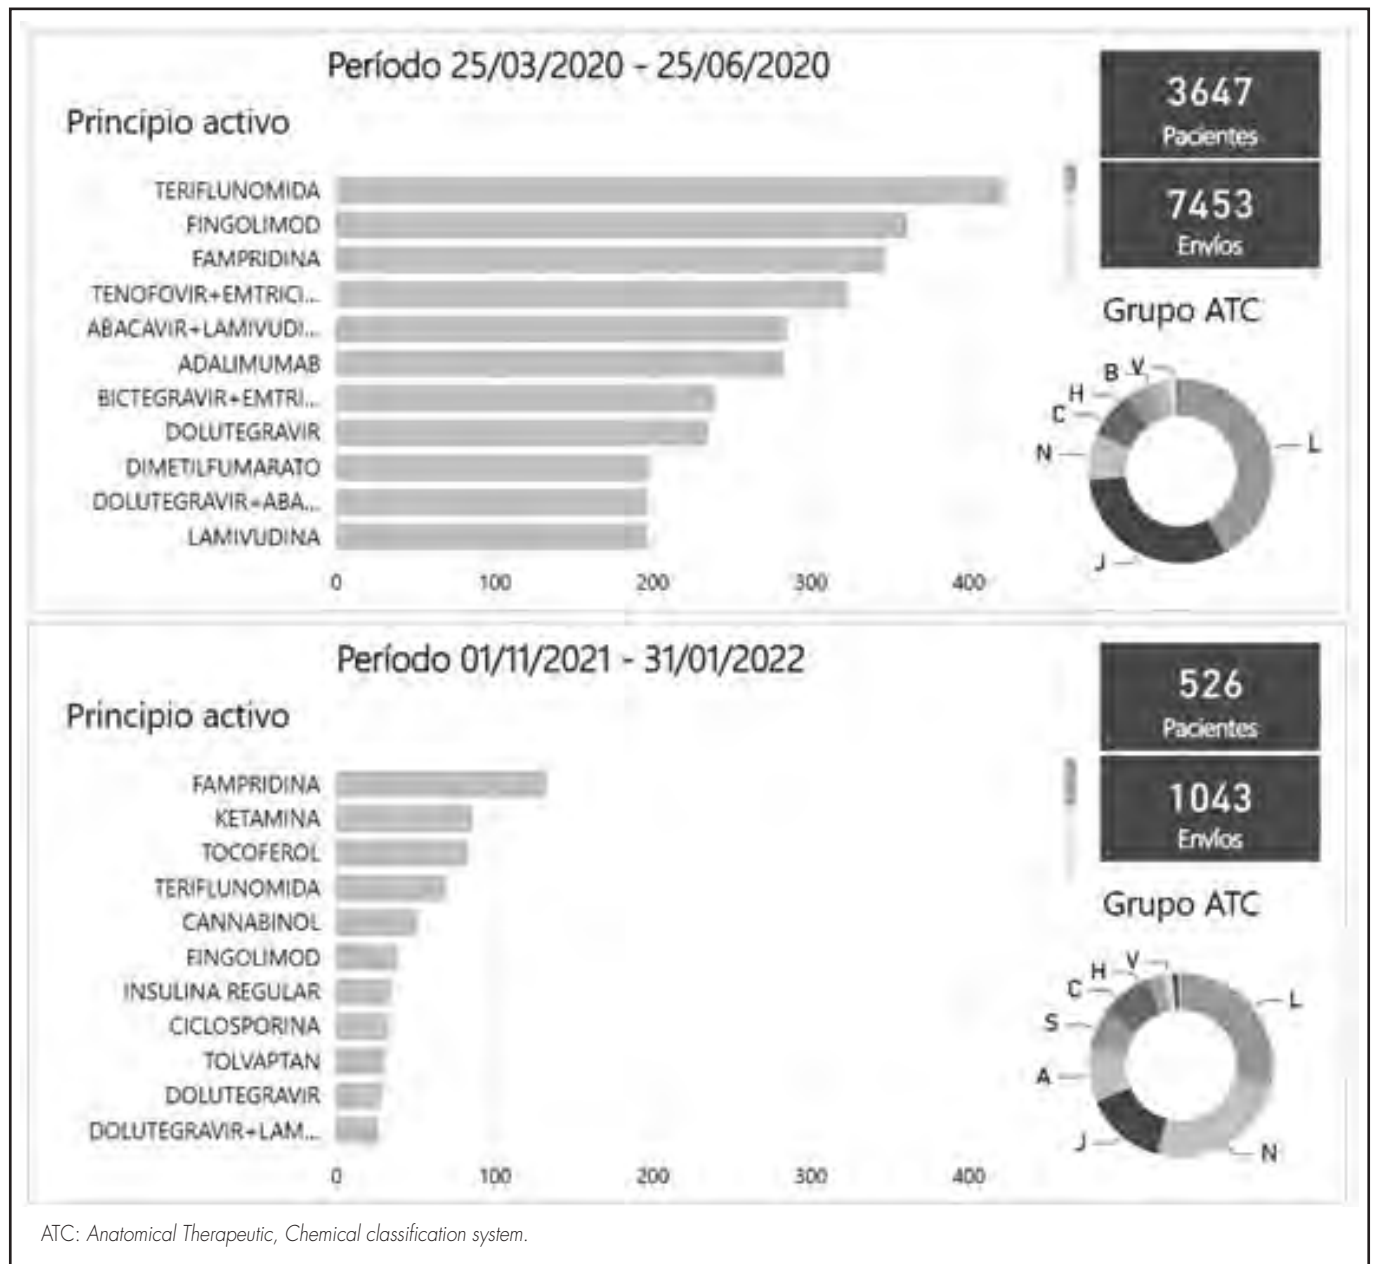 Período 25/03/2020 - 25/06/2020
Principio activo
TERIFLUNOMIDA
FINGOLIMOD
FAMPRIDINA
TENOFOVIR+EMTRICI...
ABACAVIR+LAMIVUDI...
ADALIMUMAB
BICTEGRAVIR+EMTRI...
DOLUTEGRAVIR
DIMETILFUMARATO
DOLUTEGRAVIR+ABA...
LAMIVUDINA
0 100 200 300 400
3647
Pacientes
7453
Envíos
Grupo ATC
V
B
H
C
N
L
J
Período 01/11/2021 - 31/01/2022
Principio activo
FAMPRIDINA
KETAMINA
TOCOFEROL
TERIFLUNOMIDA
CANNABINOL
FINGOLIMOD
INSULINA REGULAR
CICLOSPORINA
TOLVAPTAN
DOLUTEGRAVIR
DOLUTEGRAVIR+LAM...
0 100 200 300 400
526
Pacientes
1043
Envíos
Grupo ATC
V
H
C
L
S
A
J
N
ATC: Anatomical Therapeutic, Chemical classification system.